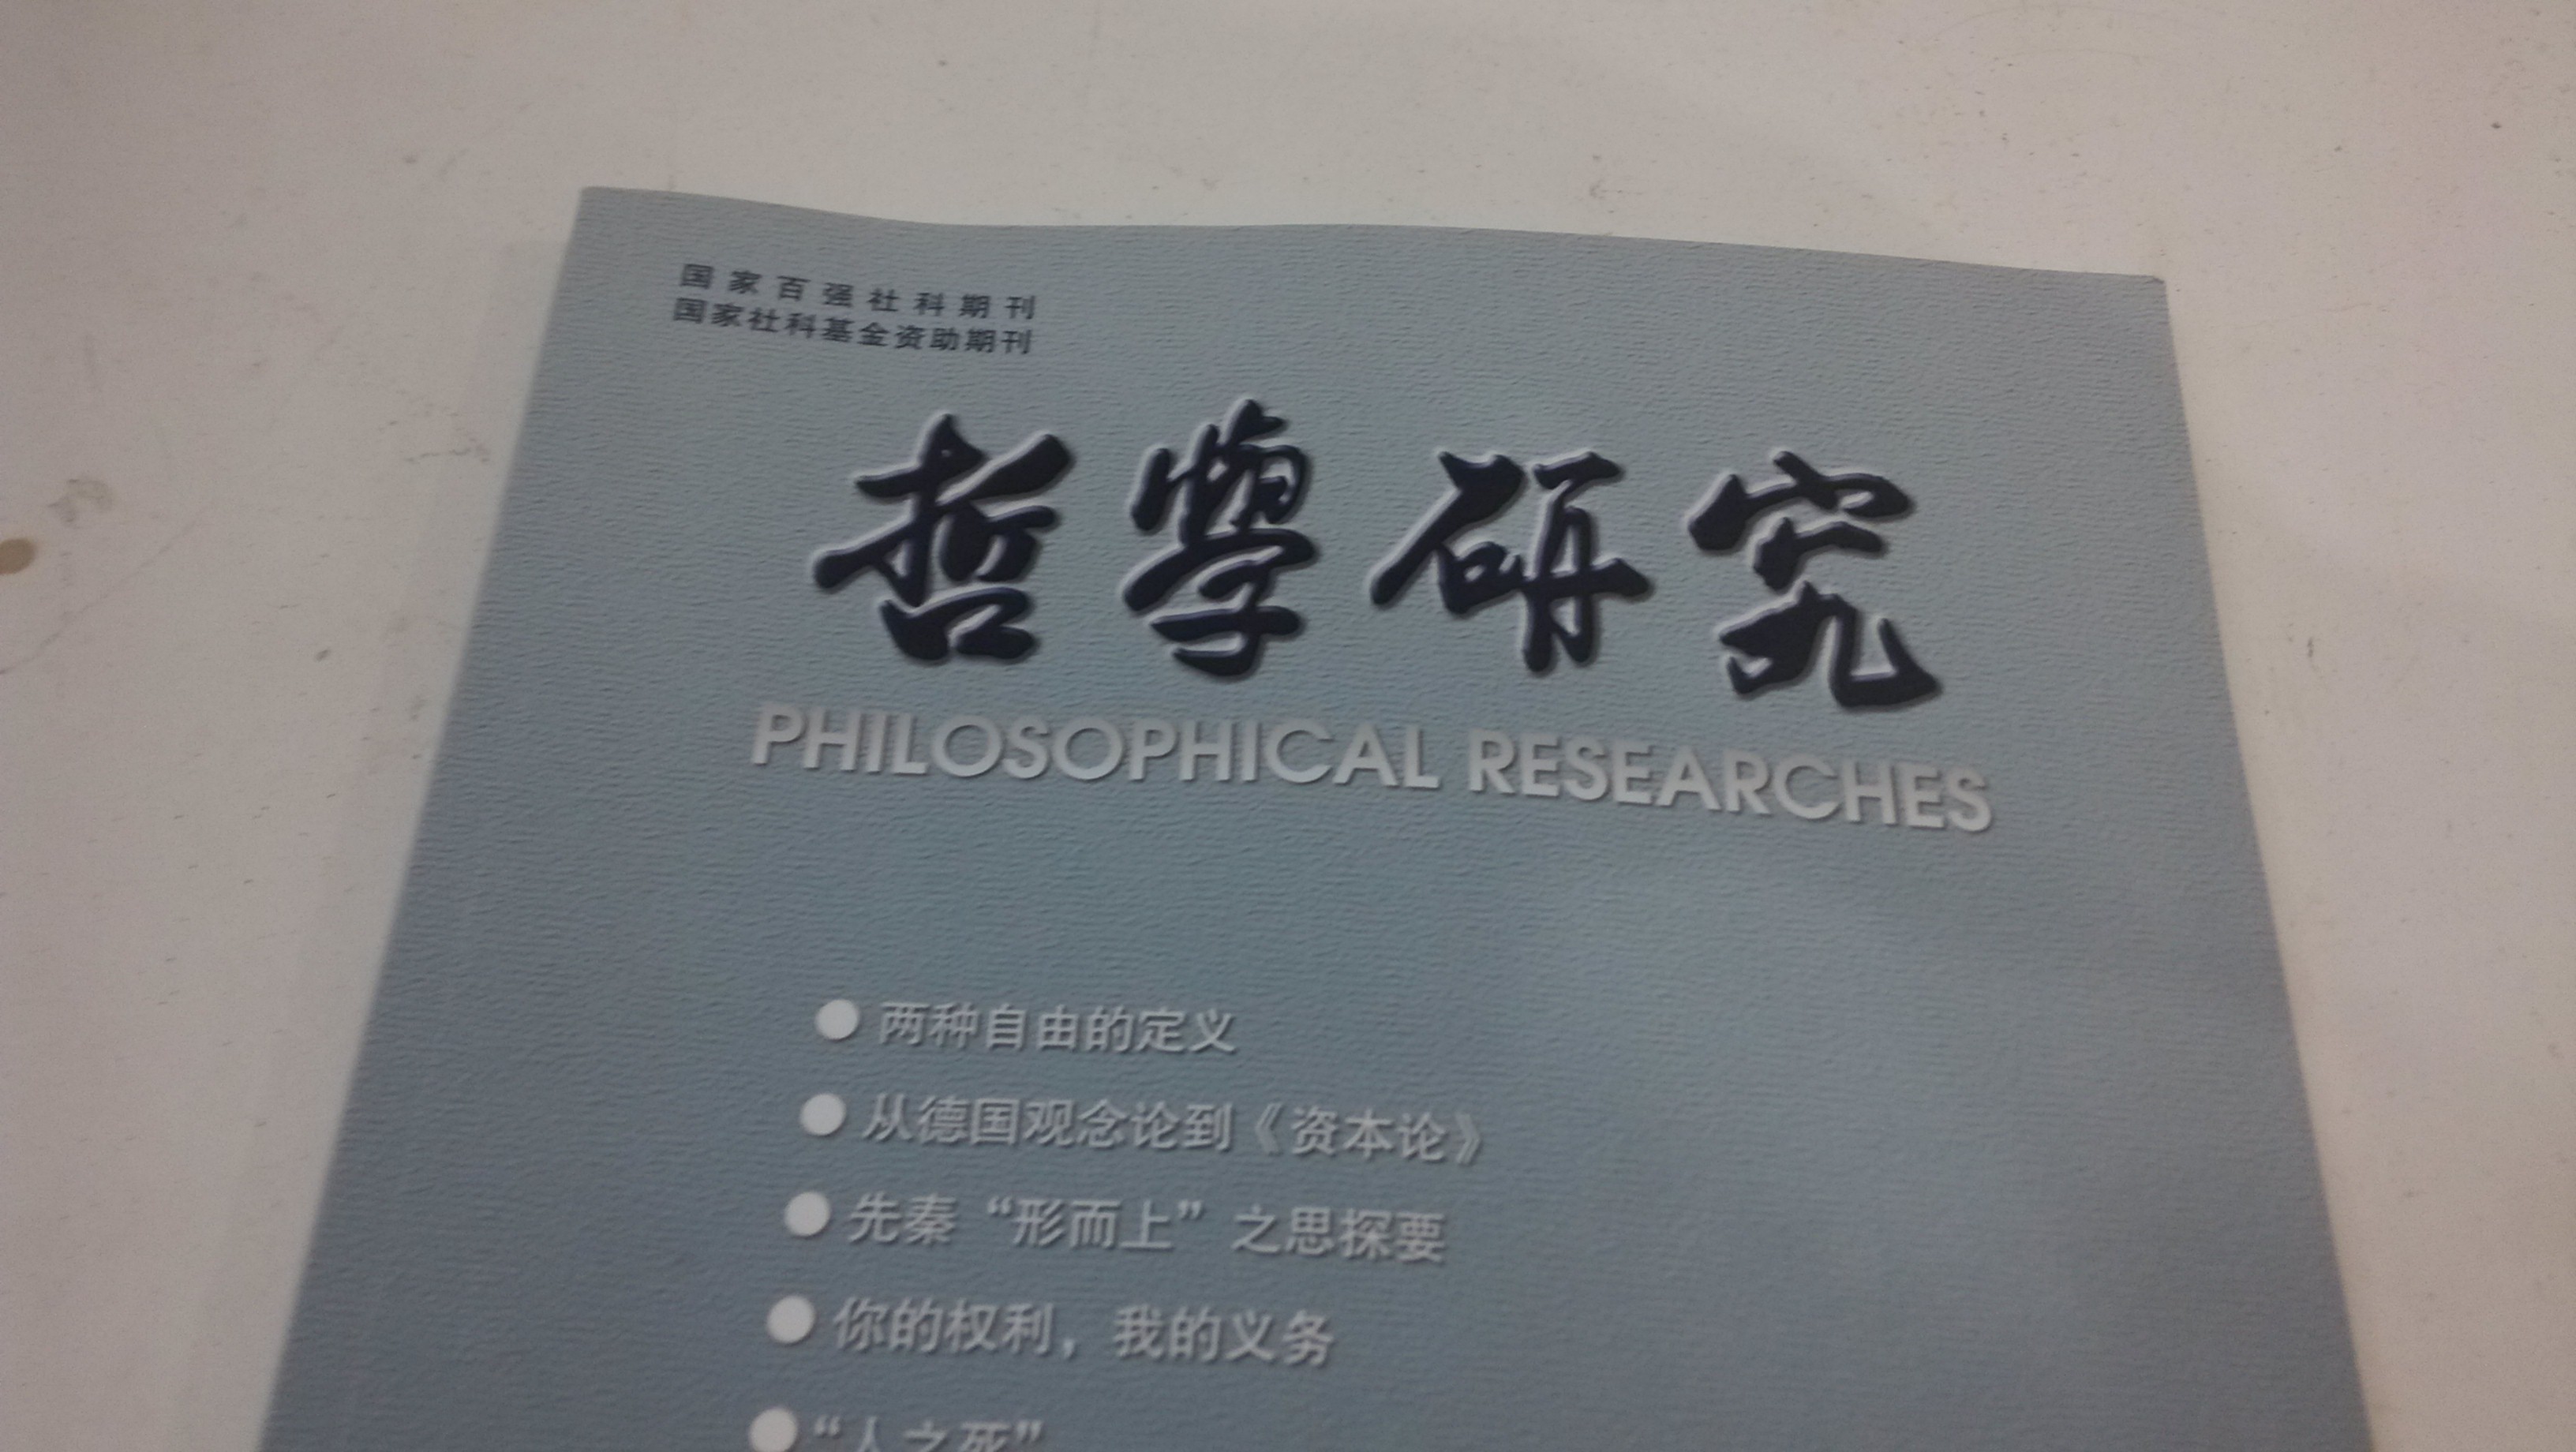 国家百强社科期刊
国家社科基金资助期刊
哲學研究
PHILOSOPHICAL RESEARCHES
● 两种自由的定义
● 从德国观念论到《资本论》
● 先秦“形而上”之思探要
● 你的权利，我的义务
● “人之死”